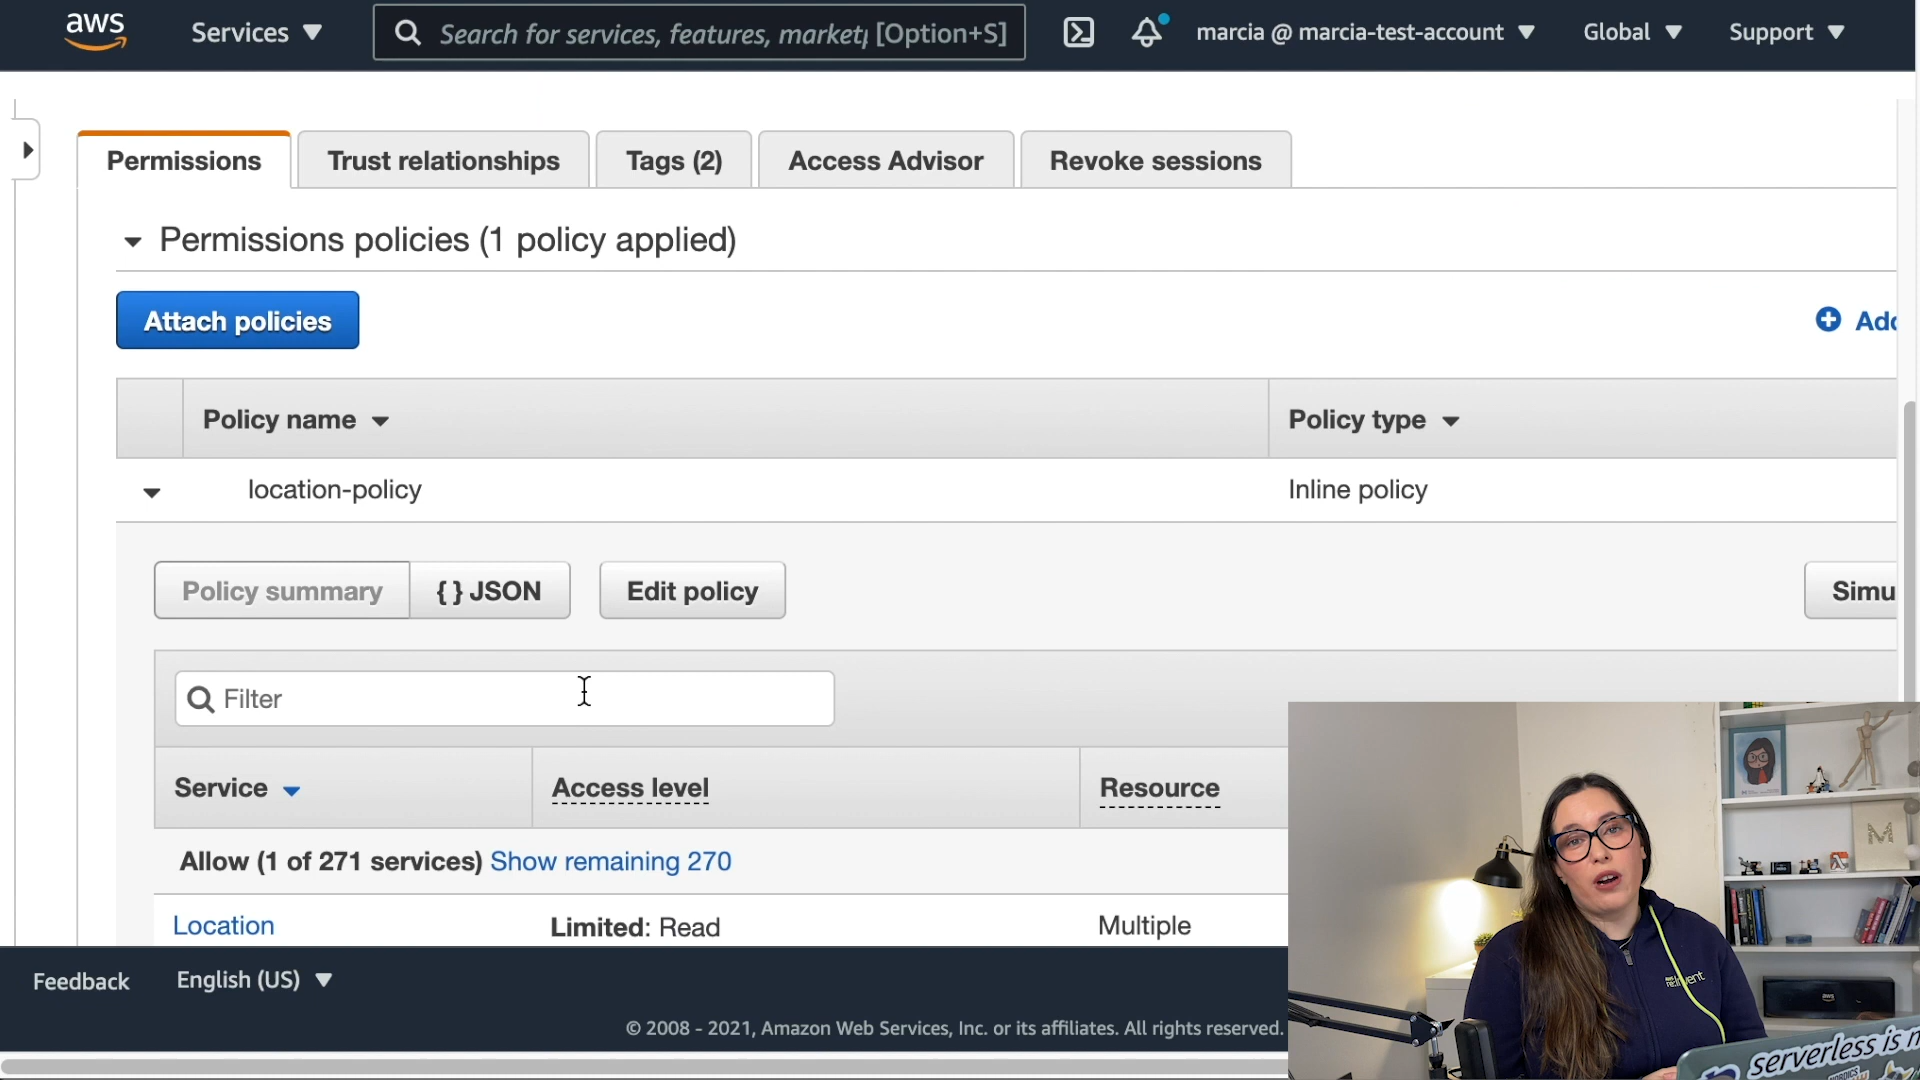 aws
Services
Search for services, features, market [Option+S]
marcia @ marcia-test-account
Global
Support
Permissions
Trust relationships
Tags (2)
Access Advisor
Revoke sessions
Permissions policies (1 policy applied)
Attach policies
Policy name
Policy type
location-policy
Inline policy
Policy summary
{ } JSON
Edit policy
Simu
Filter
Service
Access level
Resource
Allow (1 of 271 services) Show remaining 270
Location
Limited: Read
Multiple
M
aws
re:Invent
aws
serverless is
Feedback
English (US)
© 2008 - 2021, Amazon Web Services, Inc. or its affiliates. All rights reserved.